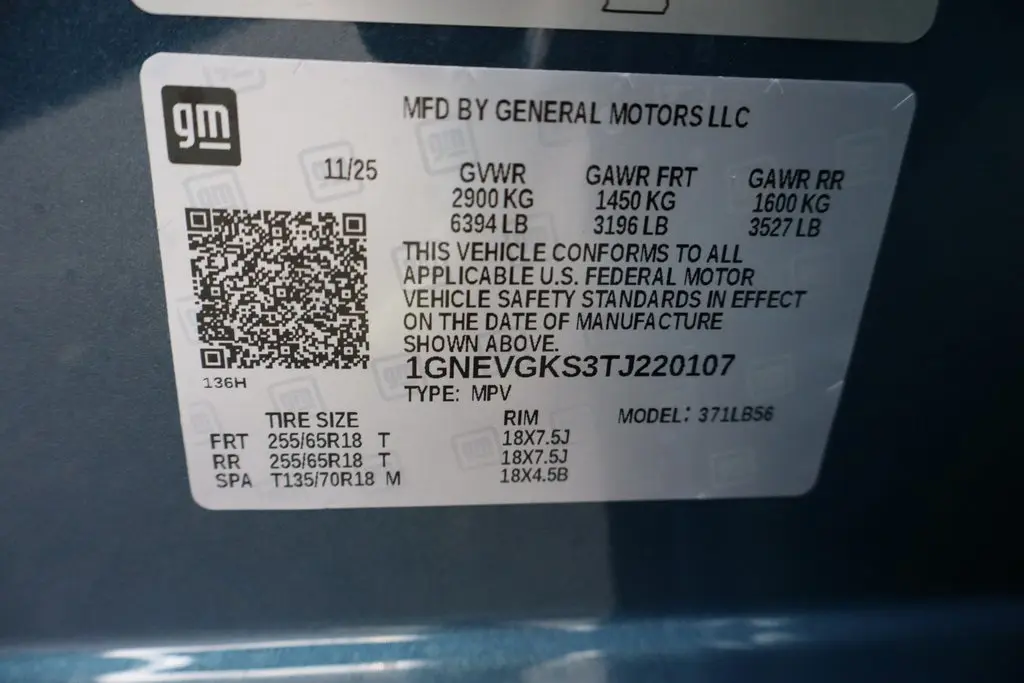 gm
MFD BY GENERAL MOTORS LLC
11/25
GVWR GAWR FRT GAWR RR
2900 KG 1450 KG 1600 KG
6394 LB 3196 LB 3527 LB
THIS VEHICLE CONFORMS TO ALL
APPLICABLE U.S. FEDERAL MOTOR
VEHICLE SAFETY STANDARDS IN EFFECT
ON THE DATE OF MANUFACTURE
SHOWN ABOVE.
1GNEVGKS3TJ220107
136H
TYPE: MPV
TIRE SIZE RIM MODEL: 371LB56
FRT 255/65R18 T 18X7.5J
RR 255/65R18 T 18X7.5J
SPA T135/70R18 M 18X4.5B